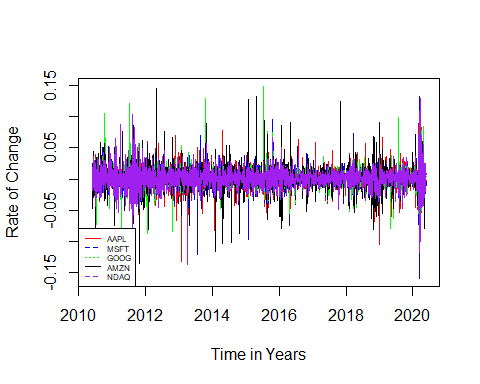 0.15
0.05
-0.05
-0.15
Rate of Change
AAPL
MSFT
GOOG
AMZN
NDAQ
2010 2012 2014 2016 2018 2020
Time in Years